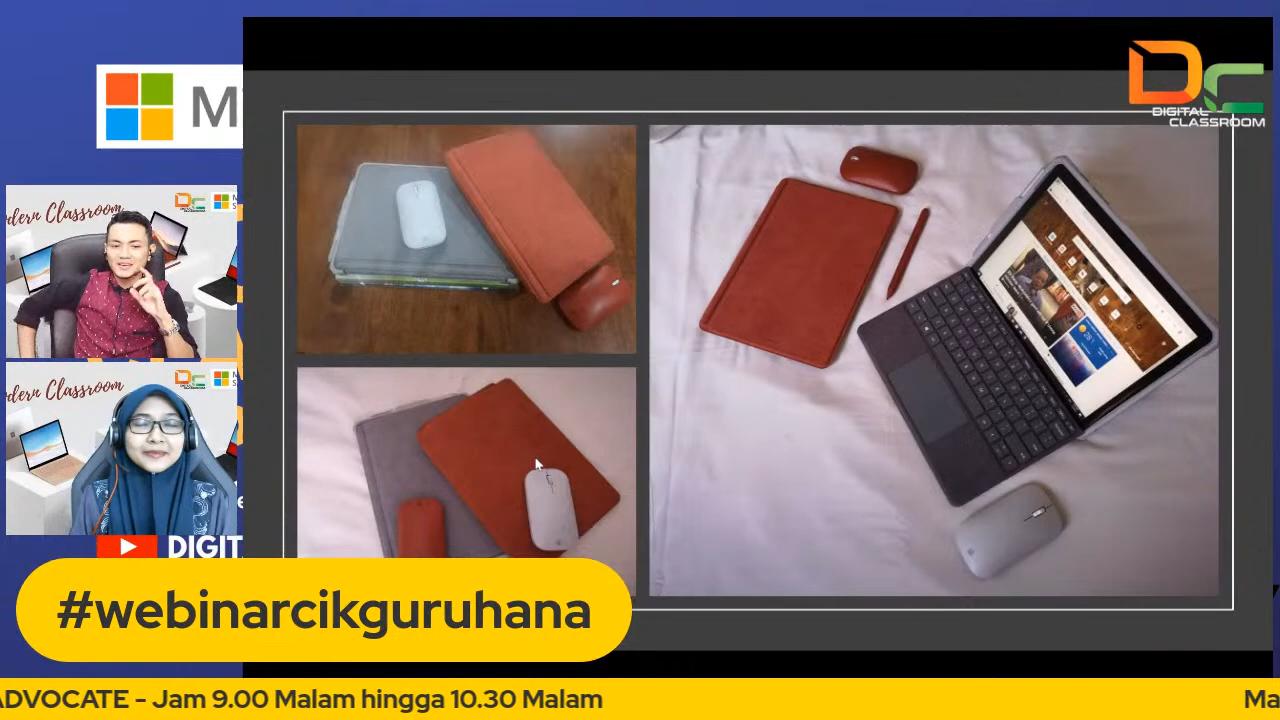 M
DIGITAL
CLASSROOM
dern Classroom
dern Classroom
DIGIT
#webinarcikguruhana
ADVOCATE - Jam 9.00 Malam hingga 10.30 Malam
Ma